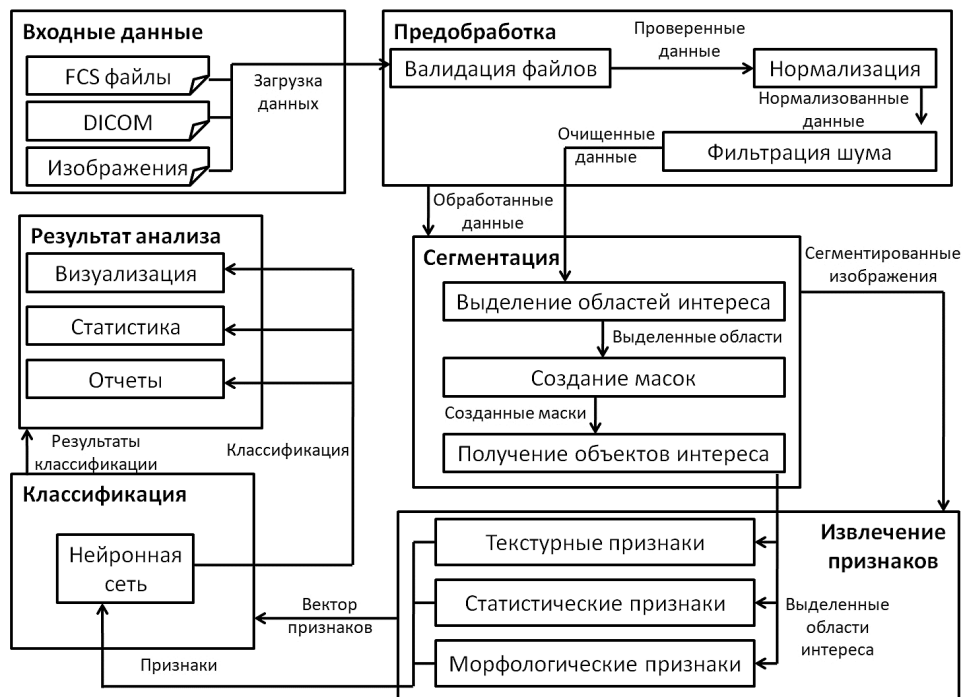 Входные данные
FCS файлы
DICOM
Изображения
Загрузка
данных
Предобработка
Валидация файлов
Проверенные
данные
Нормализация
Нормализованные
данные
Фильтрация шума
Очищенные
данные
Обработанные
данные
Сегментация
Выделение областей интереса
Выделенные области
Создание масок
Созданные маски
Получение объектов интереса
Сегментированные
изображения
Извлечение
признаков
Текстурные признаки
Статистические признаки
Морфологические признаки
Выделенные
области
интереса
Вектор
признаков
Признаки
Классификация
Нейронная
сеть
Классификация
Результаты
классификации
Результат анализа
Визуализация
Статистика
Отчеты